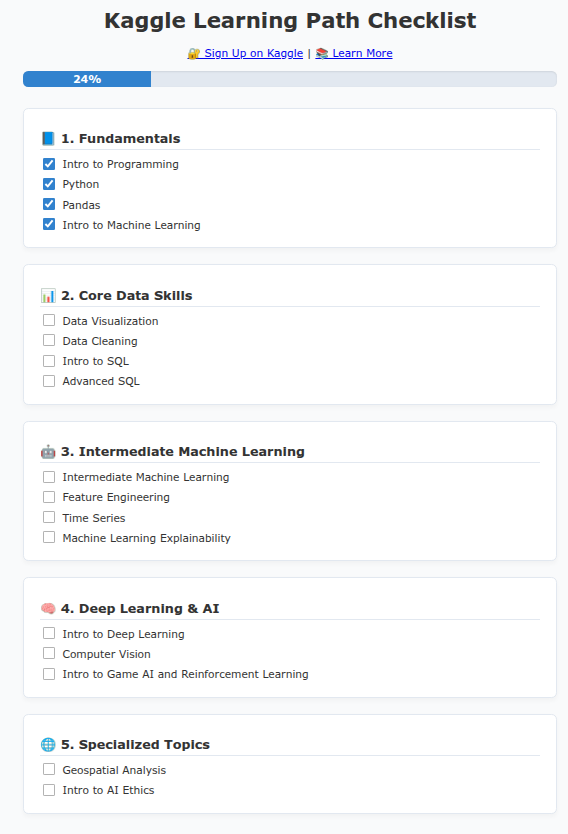 Kaggle Learning Path Checklist
🔐 Sign Up on Kaggle | 📚 Learn More
24%
📘 1. Fundamentals
Intro to Programming
Python
Pandas
Intro to Machine Learning
📊 2. Core Data Skills
Data Visualization
Data Cleaning
Intro to SQL
Advanced SQL
🤖 3. Intermediate Machine Learning
Intermediate Machine Learning
Feature Engineering
Time Series
Machine Learning Explainability
🧠 4. Deep Learning & AI
Intro to Deep Learning
Computer Vision
Intro to Game AI and Reinforcement Learning
🌐 5. Specialized Topics
Geospatial Analysis
Intro to AI Ethics